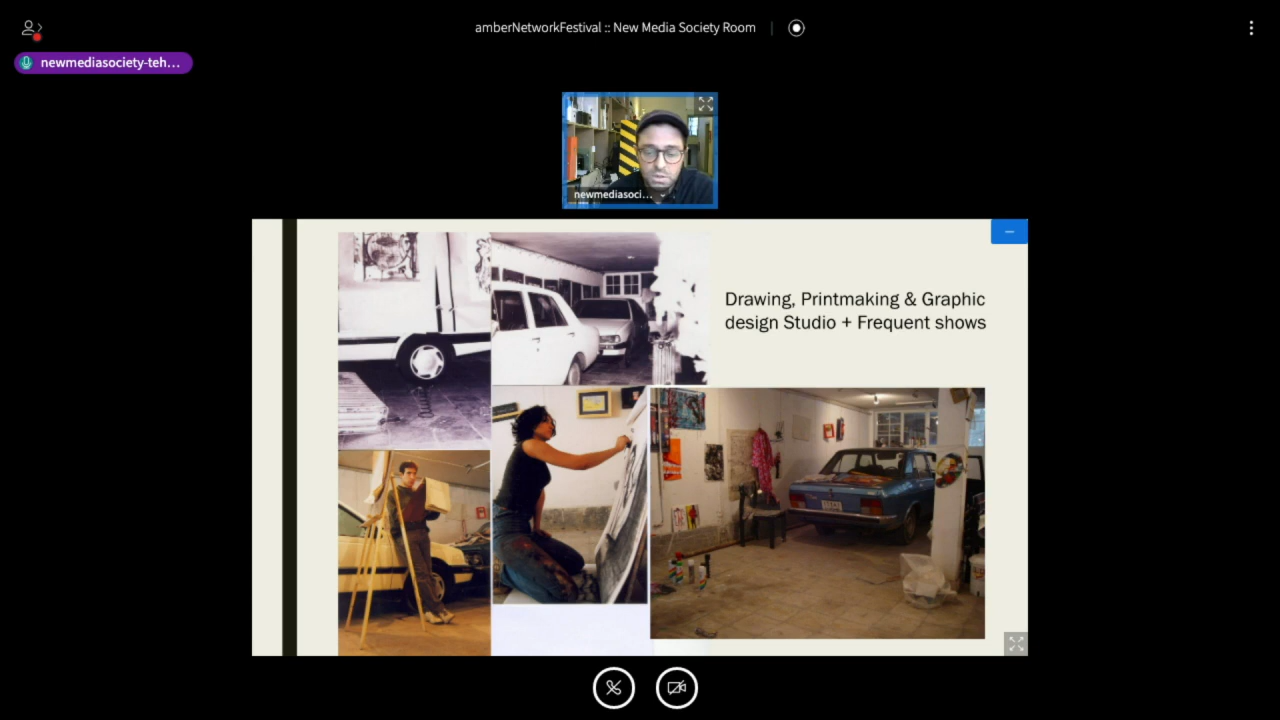 amberNetworkFestival :: New Media Society Room
newmediasociety-teh...
newmediasoci...
Drawing, Printmaking & Graphic
design Studio + Frequent shows